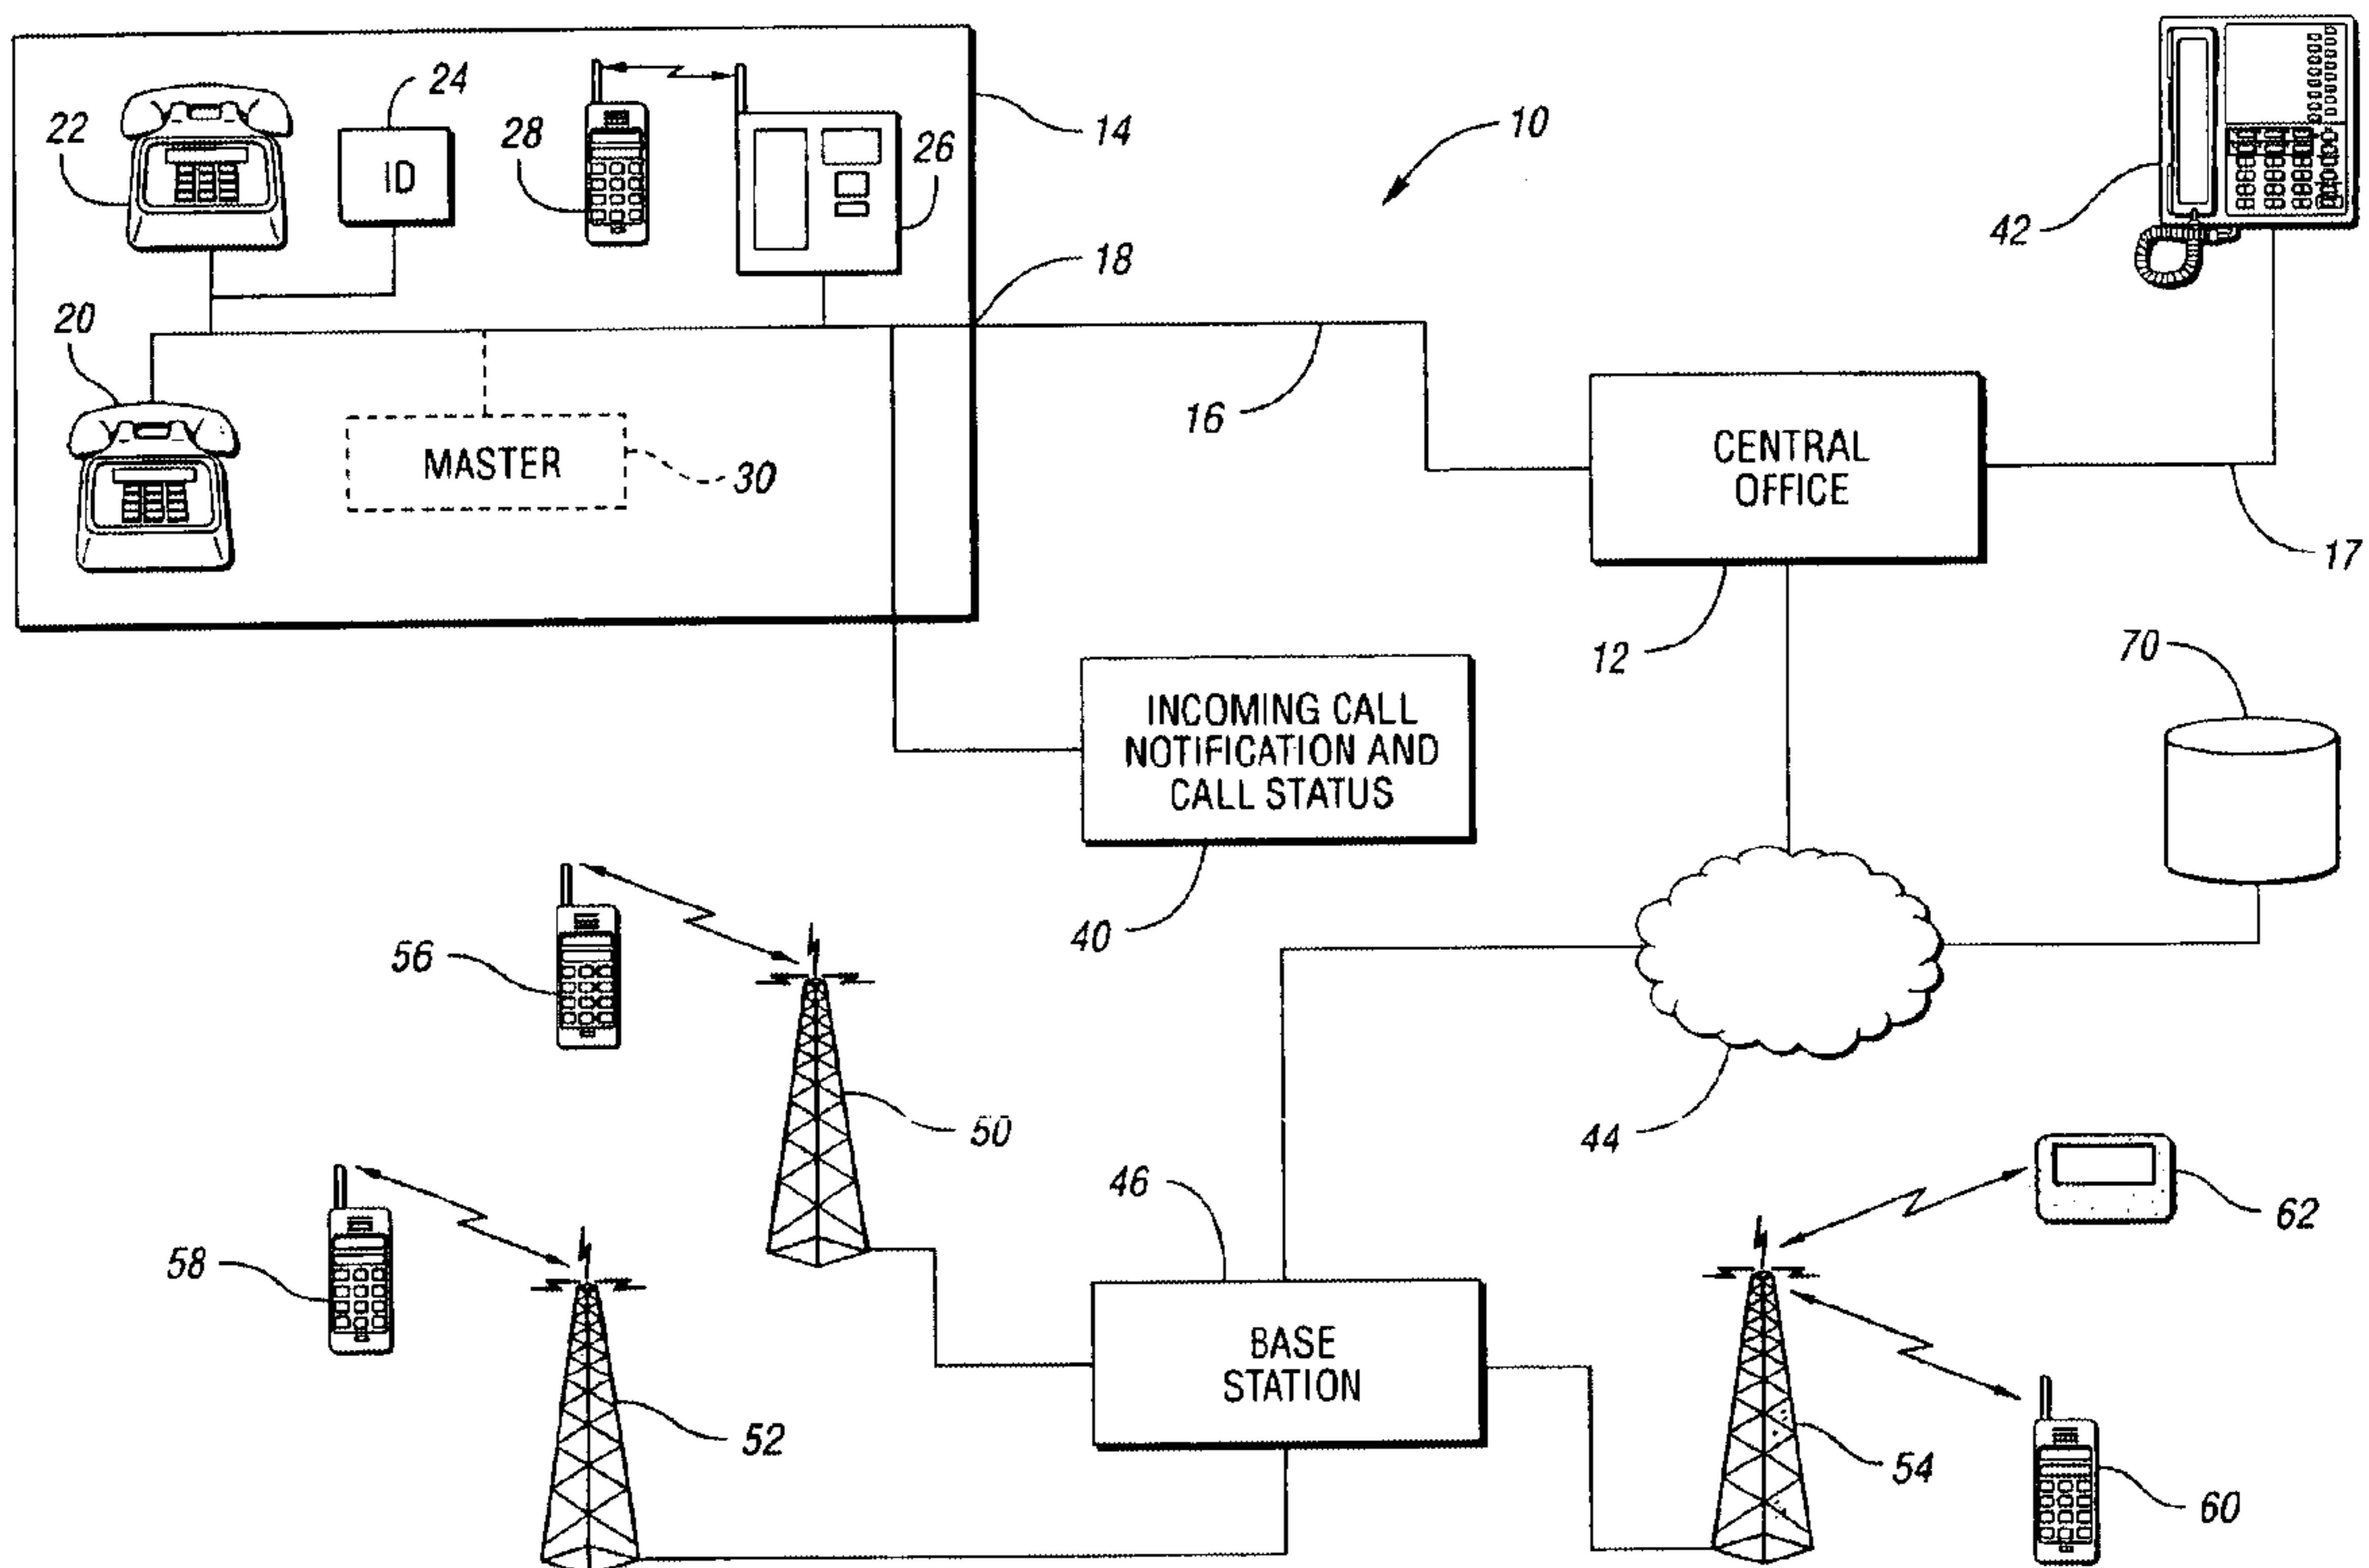 24
22
ID
28
26
14
10
42
18
20
16
MASTER
30
CENTRAL
OFFICE
17
12
70
INCOMING CALL
NOTIFICATION AND
CALL STATUS
40
56
50
44
46
62
58
BASE
STATION
52
54
60